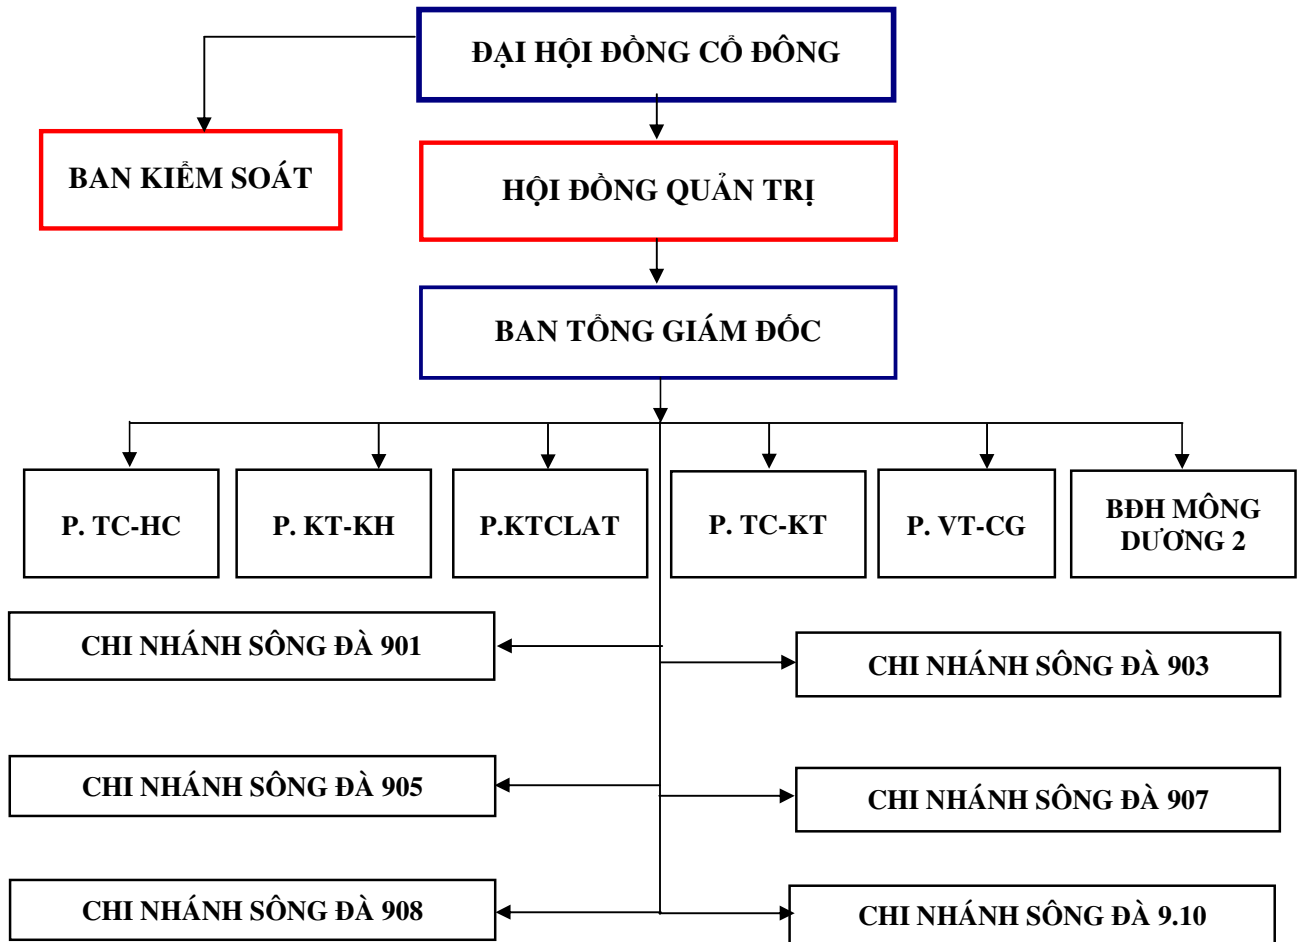 ĐẠI HỘI ĐỒNG CỔ ĐÔNG
BAN KIỂM SOÁT
HỘI ĐỒNG QUẢN TRỊ
BAN TỔNG GIÁM ĐỐC
P. TC-HC
P. KT-KH
P.KTCLAT
P. TC-KT
P. VT-CG
BĐH MÔNG
DƯƠNG 2
CHI NHÁNH SÔNG ĐÀ 901
CHI NHÁNH SÔNG ĐÀ 903
CHI NHÁNH SÔNG ĐÀ 905
CHI NHÁNH SÔNG ĐÀ 907
CHI NHÁNH SÔNG ĐÀ 908
CHI NHÁNH SÔNG ĐÀ 9.10